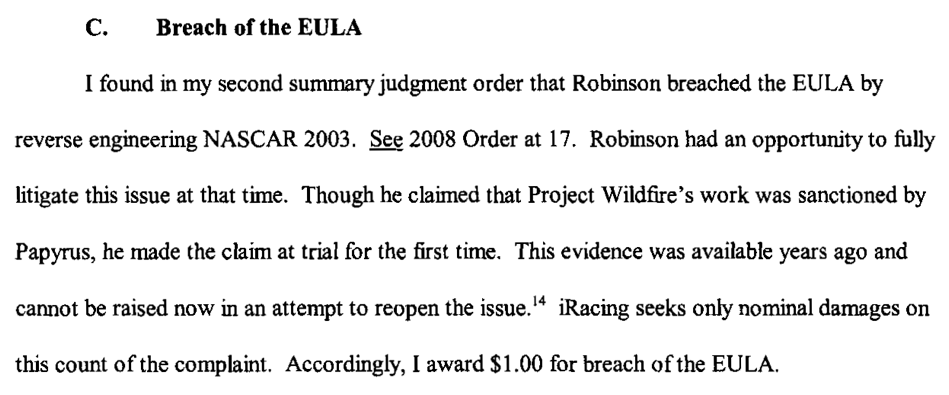 C. Breach of the EULA
I found in my second summary judgment order that Robinson breached the EULA by
reverse engineering NASCAR 2003. See 2008 Order at 17. Robinson had an opportunity to fully
litigate this issue at that time. Though he claimed that Project Wildfire’s work was sanctioned by
Papyrus, he made the claim at trial for the first time. This evidence was available years ago and
cannot be raised now in an attempt to reopen the issue.14 iRacing seeks only nominal damages on
this count of the complaint. Accordingly, I award $1.00 for breach of the EULA.